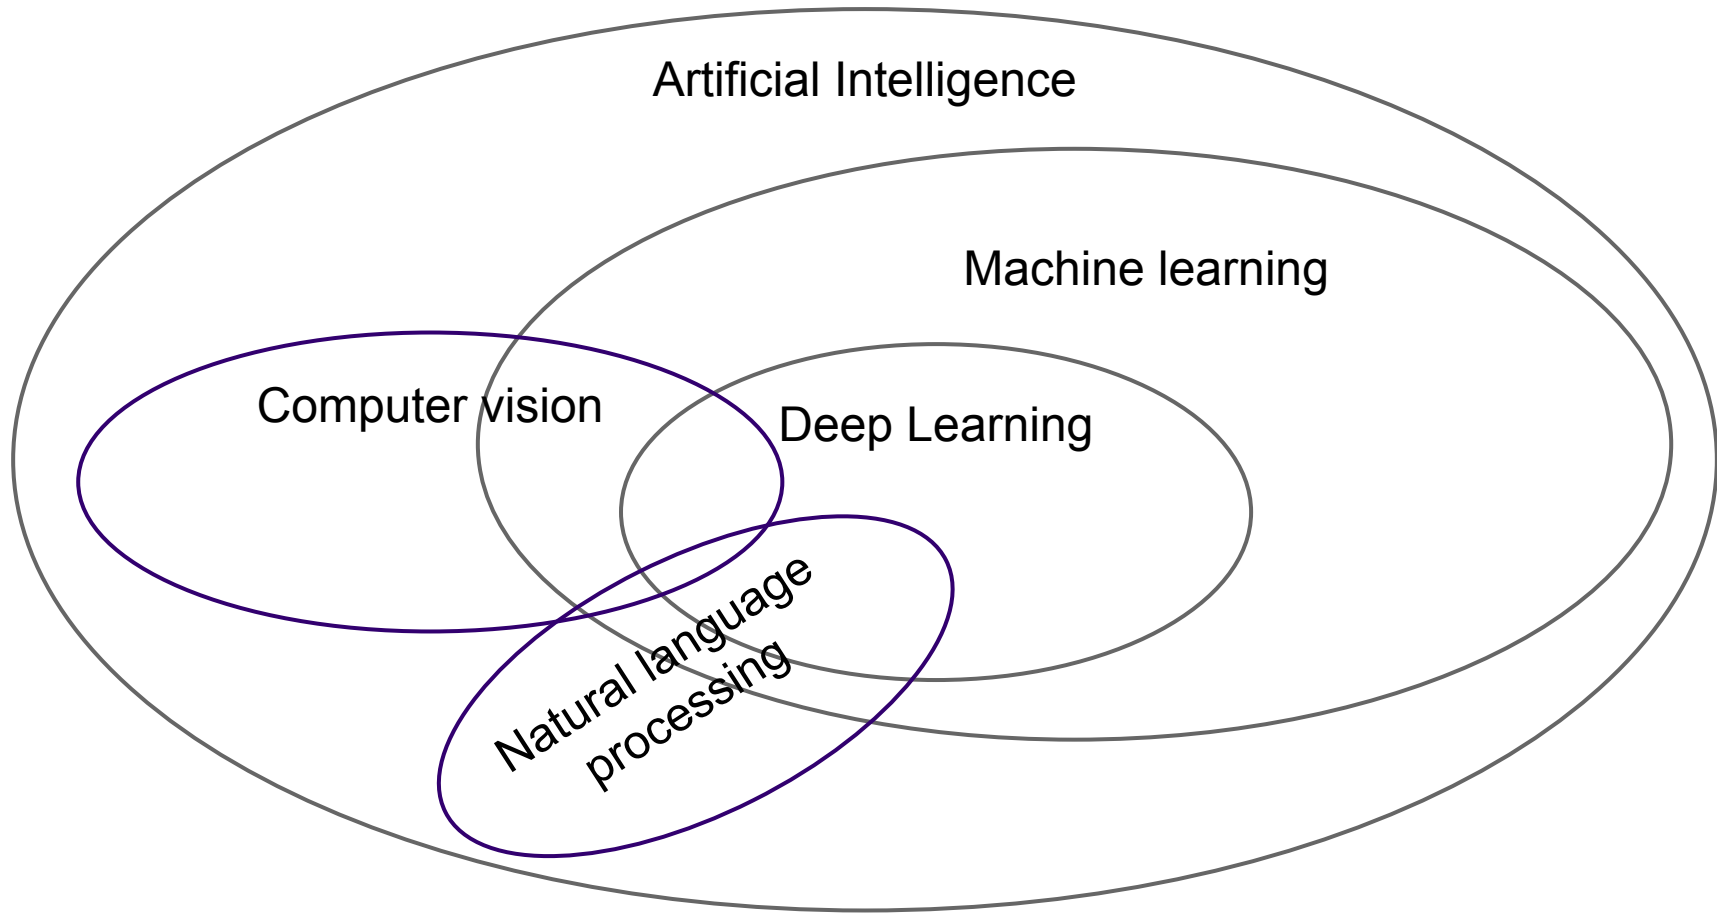 Artificial Intelligence
Machine learning
Computer vision
Deep Learning
Natural language
processing